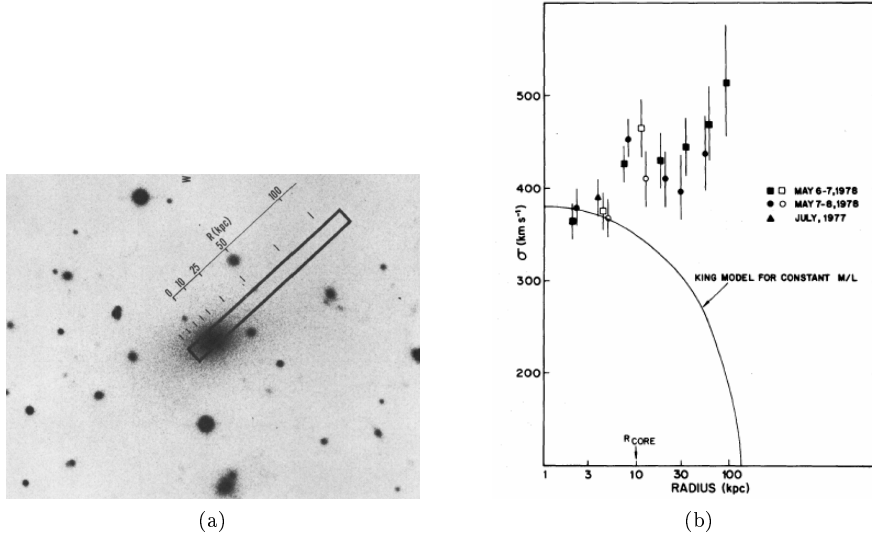 W
R (kpc)
0 10 25 50 100
(a)
σ (km s⁻¹)
500
400
300
200
■ □ MAY 6-7, 1978
● ○ MAY 7-8, 1978
▲ JULY, 1977
KING MODEL FOR CONSTANT M/L
R CORE
1 3 10 30 100
RADIUS (kpc)
(b)